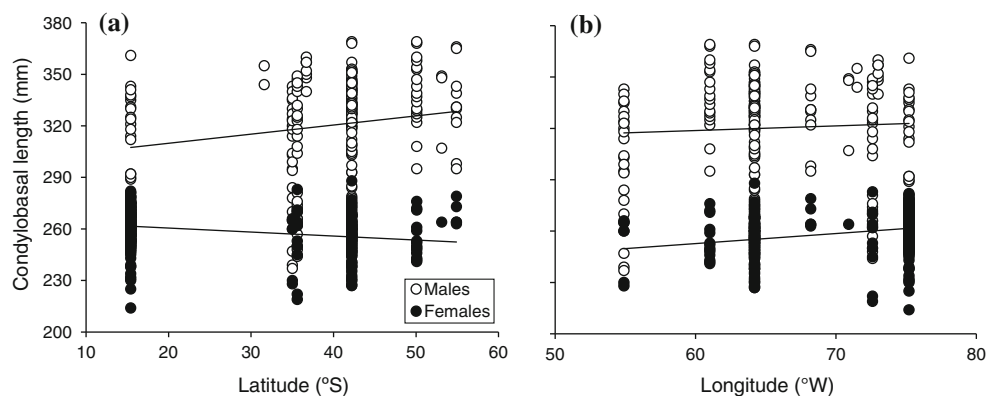 (a)
(b)
Condylobasal length (mm)
380
350
320
290
260
230
200
Males
Females
10 20 30 40 50 60
50 60 70 80
Latitude (°S)
Longitude (°W)